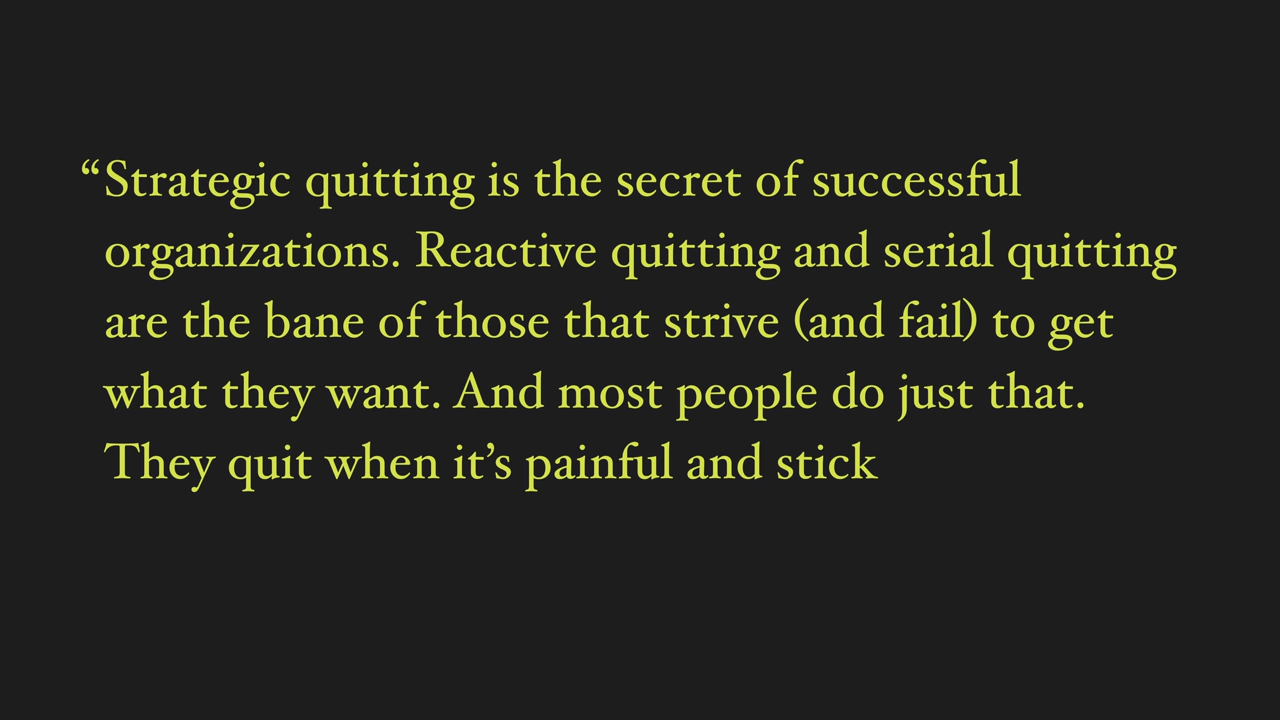 “Strategic quitting is the secret of successful
organizations. Reactive quitting and serial quitting
are the bane of those that strive (and fail) to get
what they want. And most people do just that.
They quit when it’s painful and stick